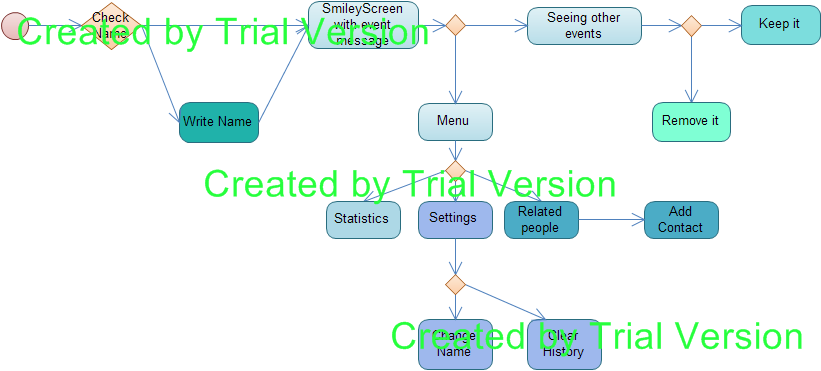 Check
Name
SmileyScreen
with event
message
Seeing other
events
Keep it
Created by Trial Version
Write Name
Menu
Remove it
Created by Trial Version
Statistics
Settings
Related
people
Add
Contact
Change
Name
Clear
History
Created by Trial Version